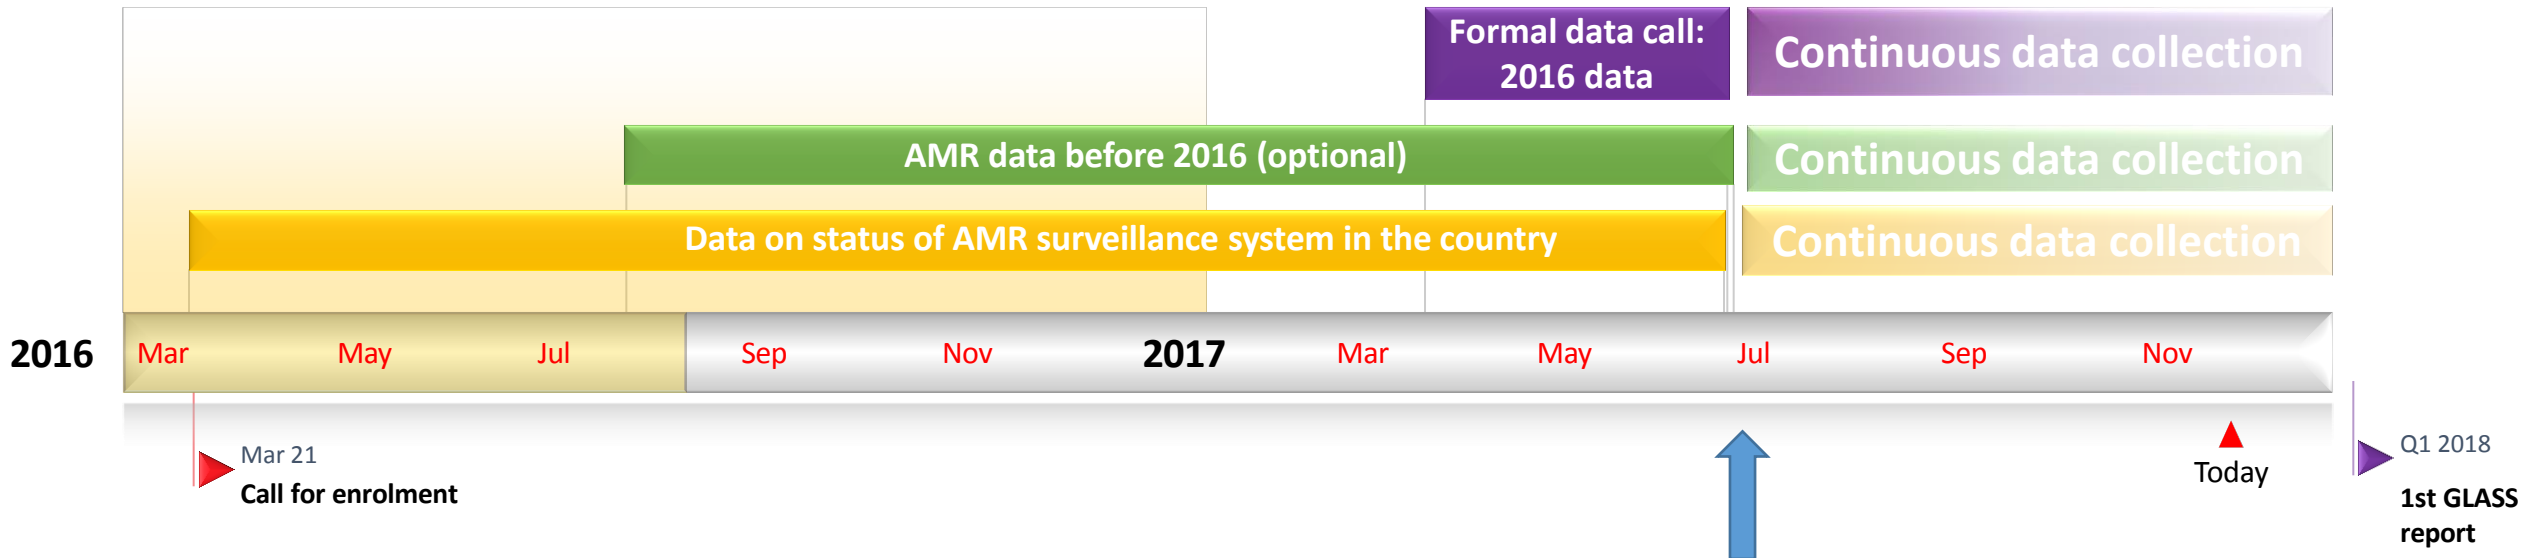 Formal data call:
2016 data
Continuous data collection
AMR data before 2016 (optional)
Continuous data collection
Data on status of AMR surveillance system in the country
Continuous data collection
2016
Mar
May
Jul
Sep
Nov
2017
Mar
May
Jul
Sep
Nov
Mar 21
Call for enrolment
Today
Q1 2018
1st GLASS
report